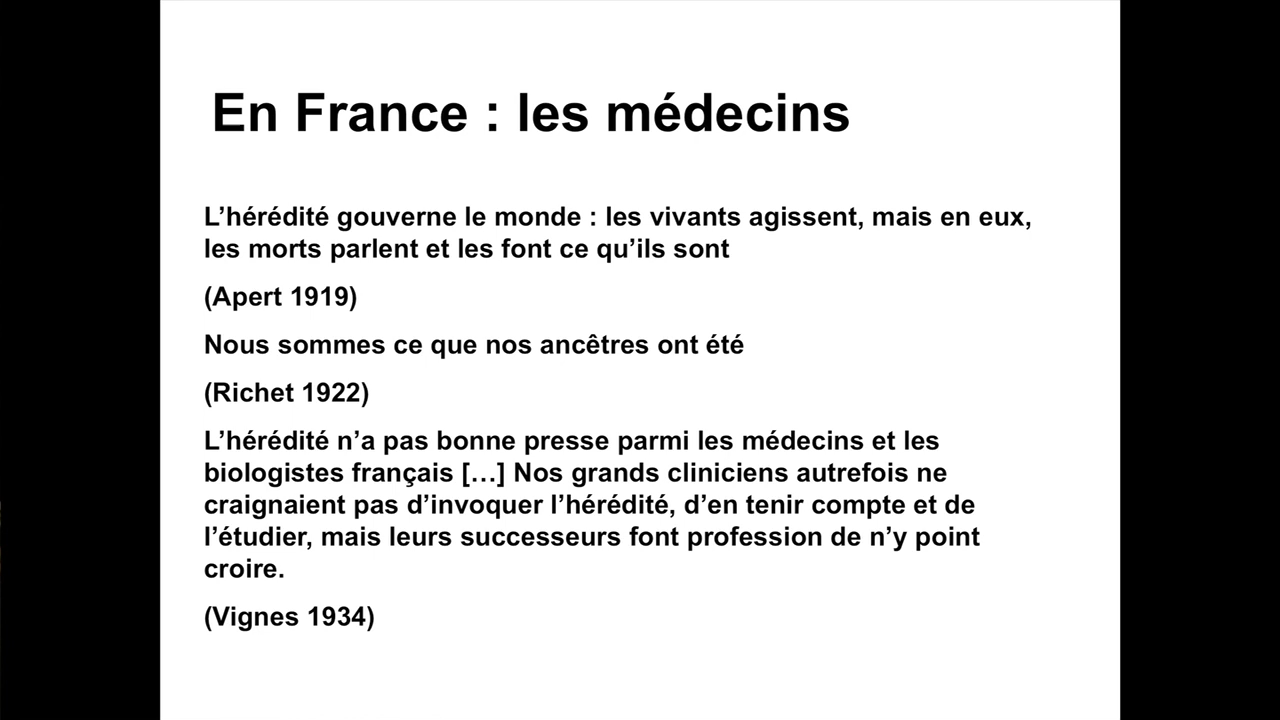 En France : les médecins
L’hérédité gouverne le monde : les vivants agissent, mais en eux,
les morts parlent et les font ce qu’ils sont
(Apert 1919)
Nous sommes ce que nos ancêtres ont été
(Richet 1922)
L’hérédité n’a pas bonne presse parmi les médecins et les
biologistes français […] Nos grands cliniciens autrefois ne
craignaient pas d’invoquer l’hérédité, d’en tenir compte et de
l’étudier, mais leurs successeurs font profession de n’y point
croire.
(Vignes 1934)